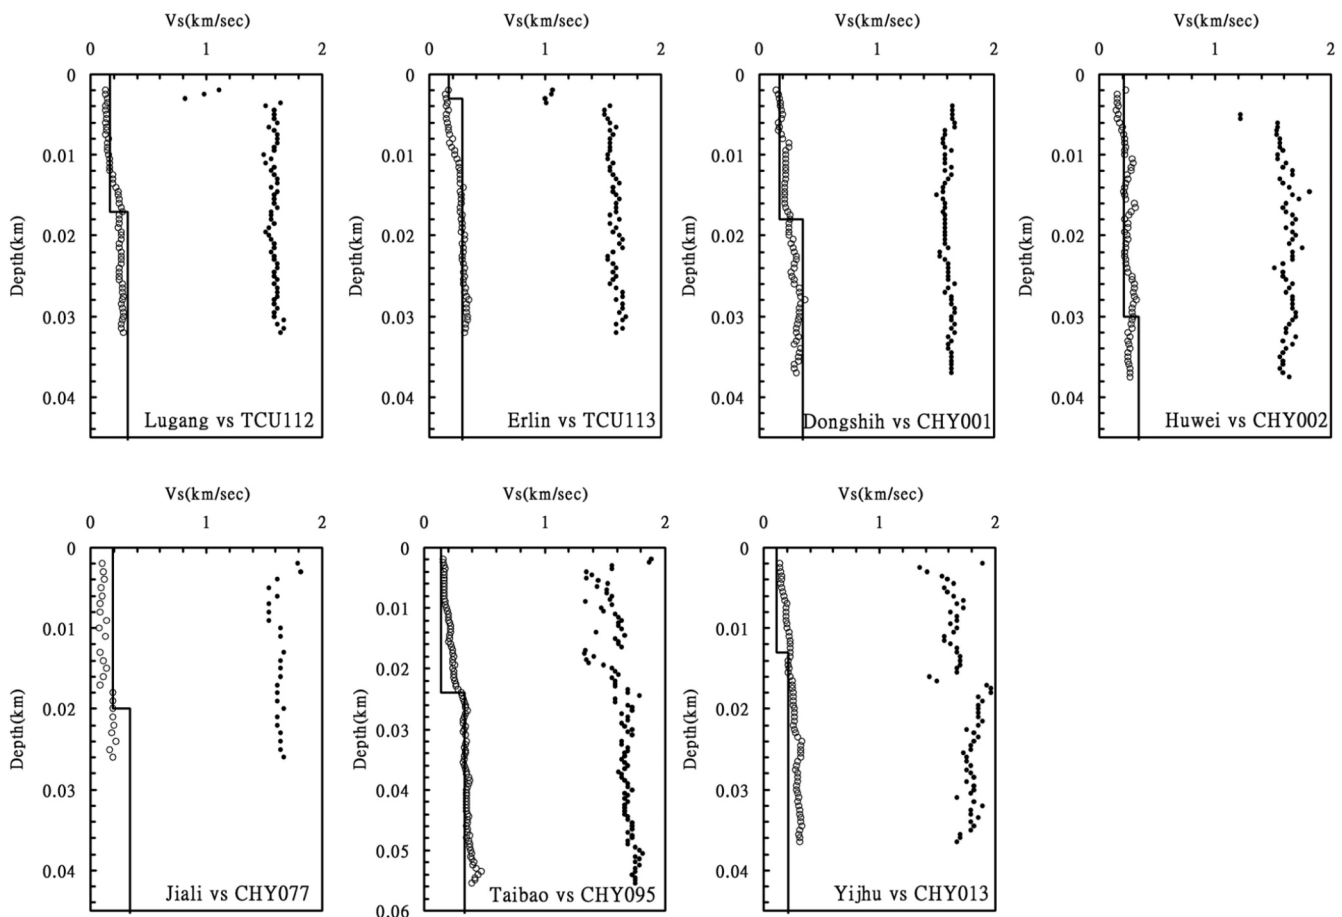 Vs(km/sec) Vs(km/sec) Vs(km/sec) Vs(km/sec)
0 1 2 0 1 2 0 1 2 0 1 2
0 0 0 0
0.01 0.01 0.01 0.01
0.02 0.02 0.02 0.02
Depth(km) Depth(km) Depth(km) Depth(km)
0.03 0.03 0.03 0.03
0.04 0.04 0.04 0.04
Lugang vs TCU112 Erlin vs TCU113 Dongshih vs CHY001 Huwei vs CHY002
Vs(km/sec) Vs(km/sec) Vs(km/sec)
0 1 2 0 1 2 0 1 2
0 0 0
0.01 0.01 0.01
0.02 0.02 0.02
Depth(km) Depth(km) Depth(km)
0.03 0.03 0.03
0.04 0.04 0.04
0.05
Jiali vs CHY077 Taibao vs CHY095 Yijhu vs CHY013
0.06